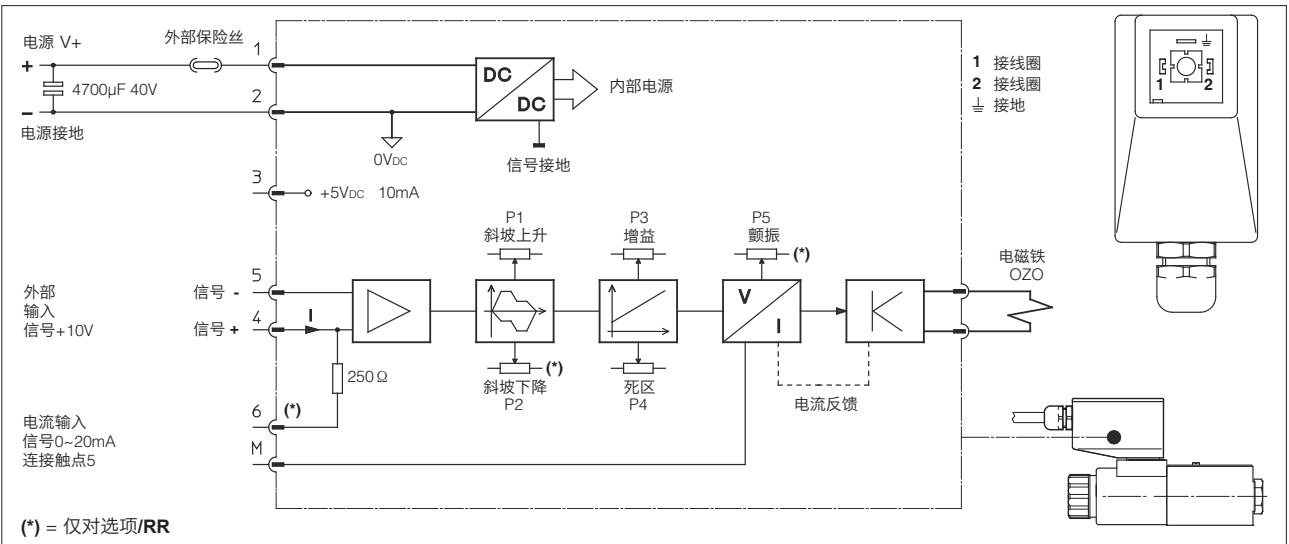 电源 V+
外部保险丝
1
+
4700µF 40V
2
–
电源接地
DC
DC
内部电源
0VDC
信号接地
3
+5VDC 10mA
1 接线圈
2 接线圈
接地
1
2
P1
斜坡上升
P3
增益
P5
颤振
(*)
电磁铁
OZO
外部
输入
信号+10V
信号 -
5
信号 +
4
I
V
I
250 Ω
(*)
斜坡下降
P2
死区
P4
电流反馈
电流输入
信号0~20mA
连接触点5
6
(*)
M
(*) = 仅对选项/RR